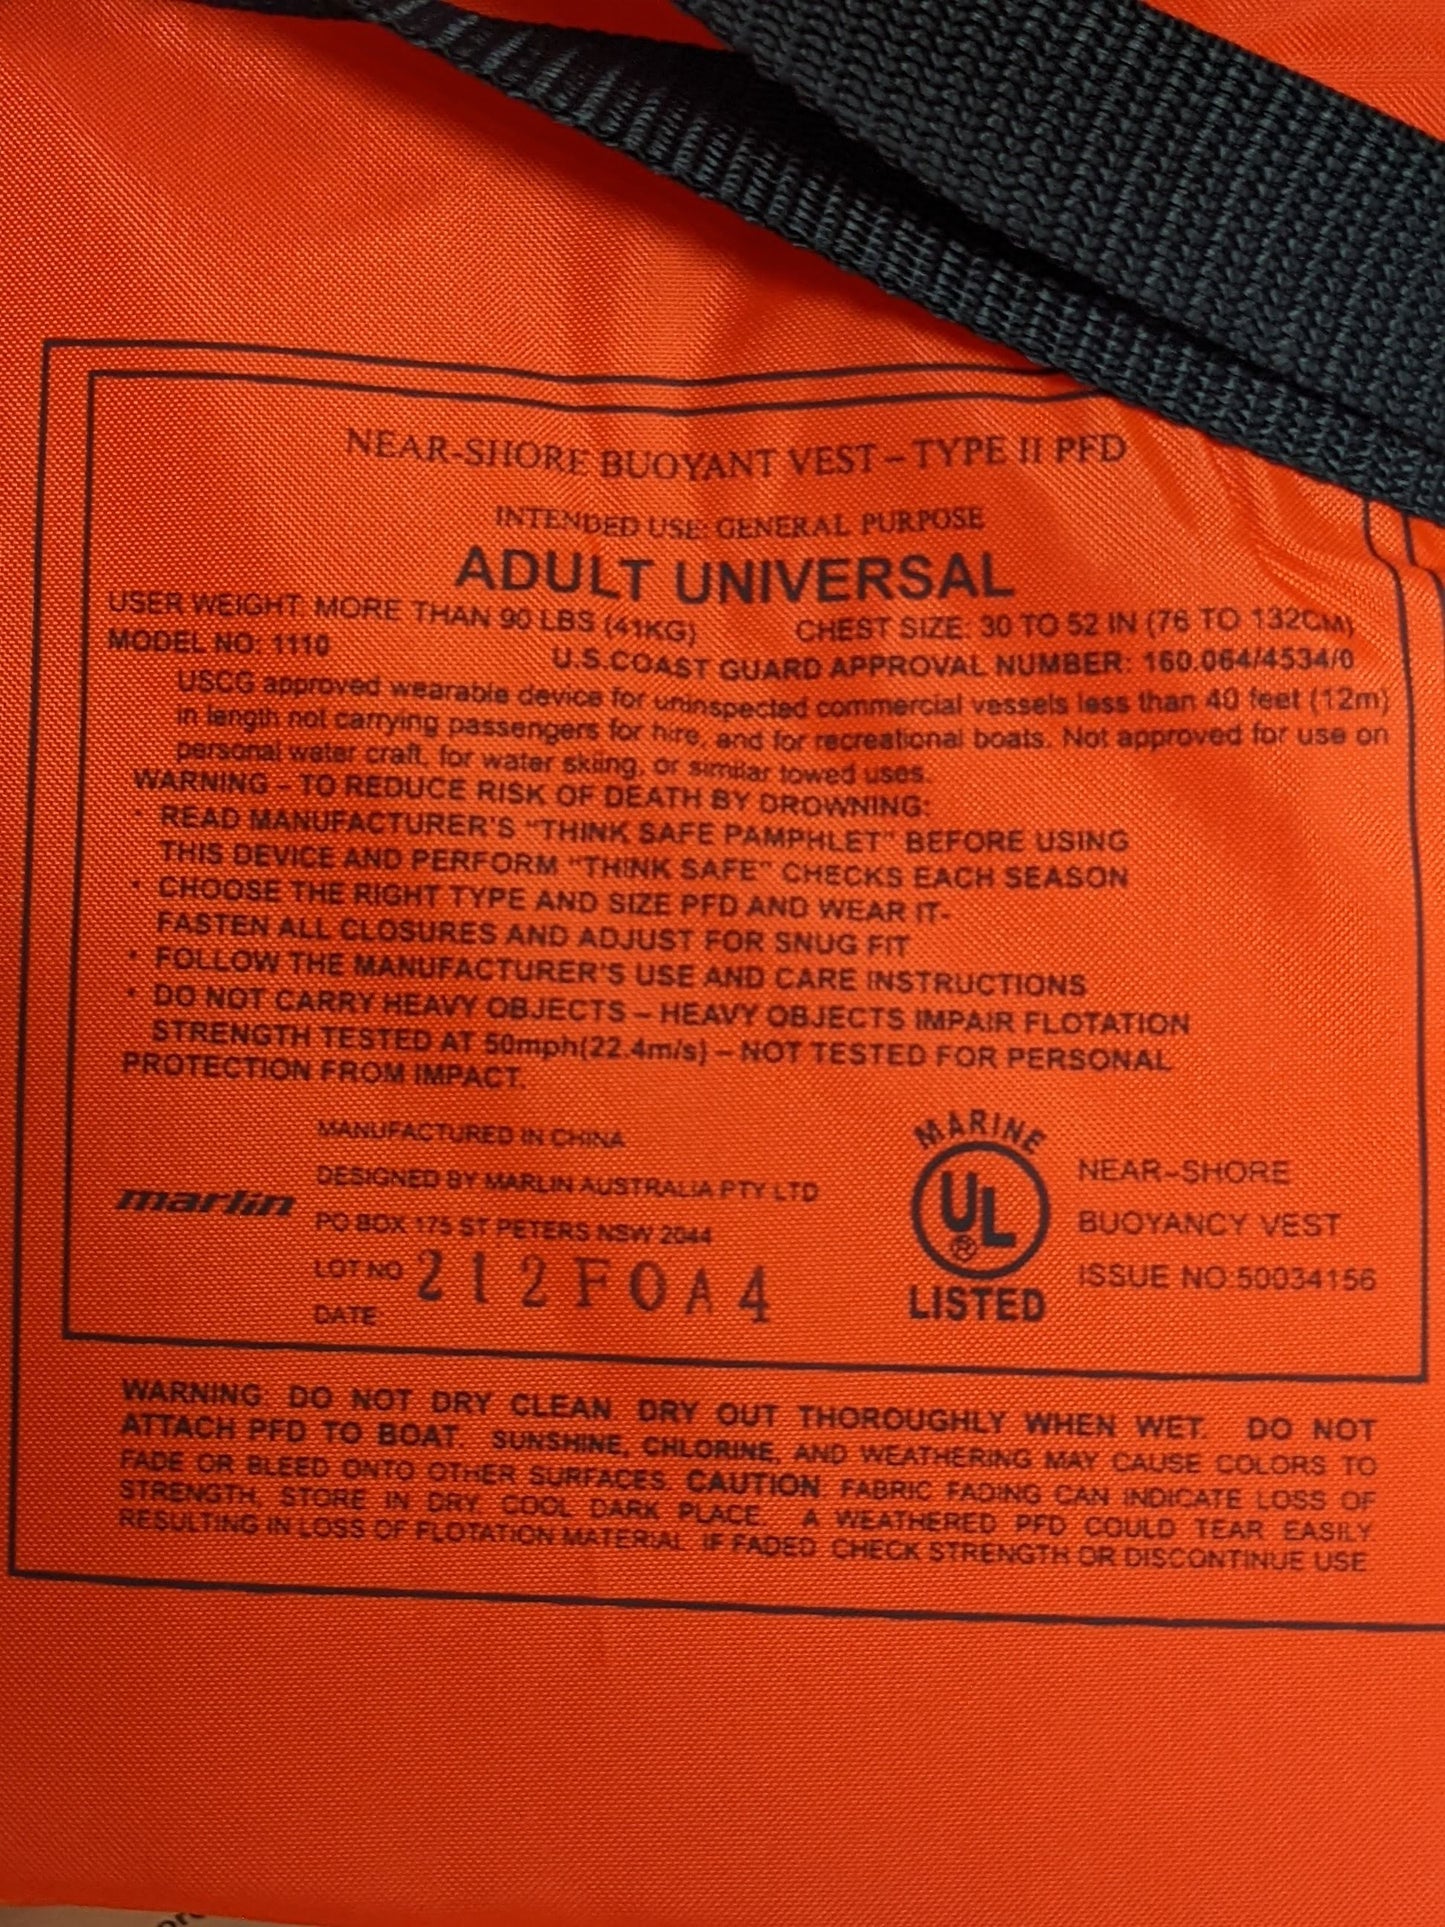 NEAR-SHORE BUOYANT VEST – TYPE II PFD
INTENDED USE: GENERAL PURPOSE
ADULT UNIVERSAL
USER WEIGHT: MORE THAN 90 LBS (41KG) CHEST SIZE: 30 TO 52 IN (76 TO 132CM)
MODEL NO: 1110 U.S.COAST GUARD APPROVAL NUMBER: 160.064/4534/0
USCG approved wearable device for uninspected commercial vessels less than 40 feet (12m)
in length not carrying passengers for hire, and for recreational boats. Not approved for use on
personal water craft, for water skiing, or similar towed uses.
WARNING – TO REDUCE RISK OF DEATH BY DROWNING:
• READ MANUFACTURER'S "THINK SAFE PAMPHLET" BEFORE USING
THIS DEVICE AND PERFORM "THINK SAFE" CHECKS EACH SEASON
• CHOOSE THE RIGHT TYPE AND SIZE PFD AND WEAR IT-
FASTEN ALL CLOSURES AND ADJUST FOR SNUG FIT
• FOLLOW THE MANUFACTURER'S USE AND CARE INSTRUCTIONS
• DO NOT CARRY HEAVY OBJECTS – HEAVY OBJECTS IMPAIR FLOTATION
STRENGTH TESTED AT 50mph(22.4m/s) – NOT TESTED FOR PERSONAL
PROTECTION FROM IMPACT.
MANUFACTURED IN CHINA
DESIGNED BY MARLIN AUSTRALIA PTY LTD
marlin
PO BOX 175 ST PETERS NSW 2044
LOT NO 212F0A4
DATE
MARINE
UL®
LISTED
NEAR-SHORE
BUOYANCY VEST
ISSUE NO.50034156
WARNING: DO NOT DRY CLEAN. DRY OUT THOROUGHLY WHEN WET. DO NOT
ATTACH PFD TO BOAT. SUNSHINE, CHLORINE, AND WEATHERING MAY CAUSE COLORS TO
FADE OR BLEED ONTO OTHER SURFACES. CAUTION: FABRIC FADING CAN INDICATE LOSS OF
STRENGTH, STORE IN DRY, COOL DARK PLACE. A WEATHERED PFD COULD TEAR EASILY
RESULTING IN LOSS OF FLOTATION MATERIAL. IF FADED, CHECK STRENGTH OR DISCONTINUE USE